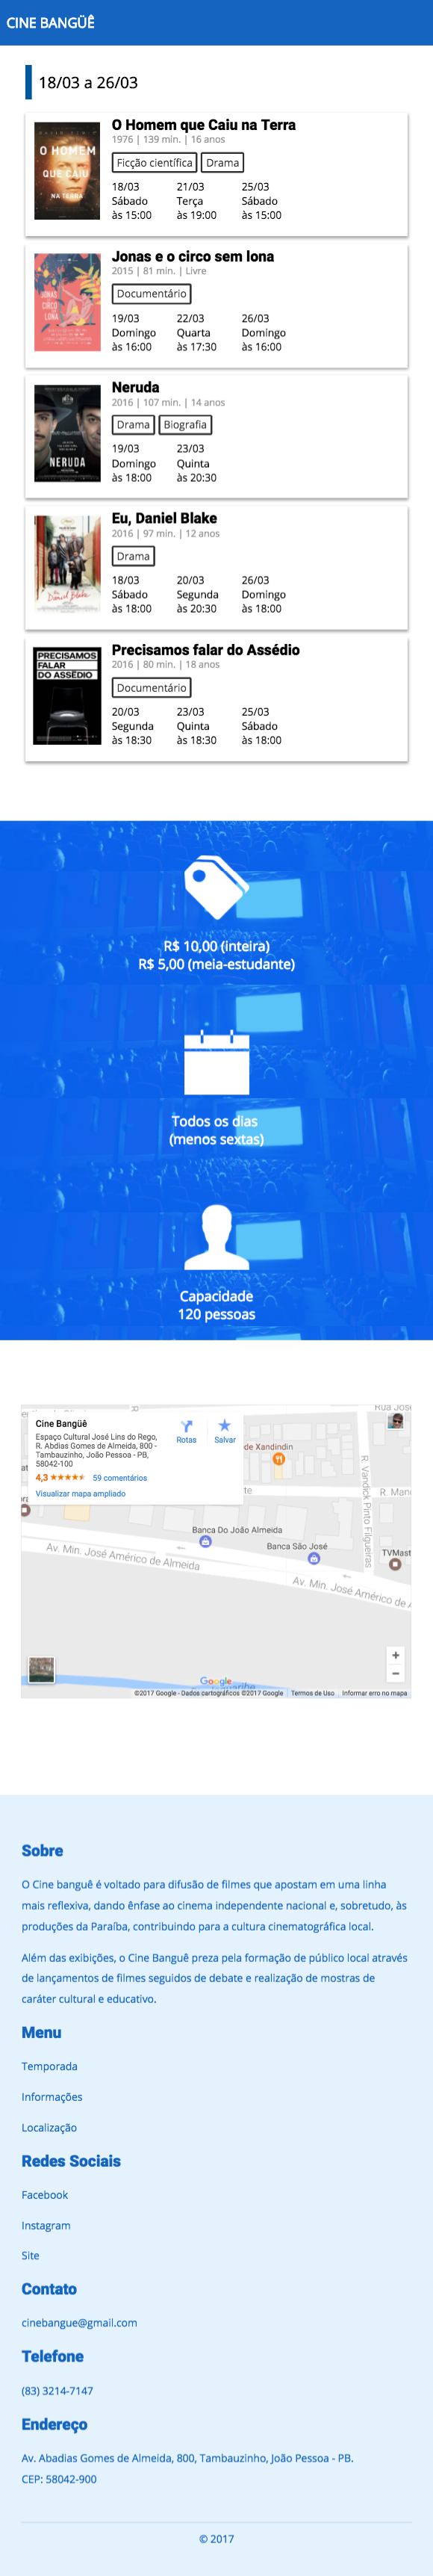 CINE BANGÜÊ
18/03 a 26/03
O HOMEM
QUE CAIU
NA TERRA
O Homem que Caiu na Terra
1976 | 139 min. | 16 anos
Ficção científica Drama
18/03 21/03 25/03
Sábado Terça Sábado
às 15:00 às 19:00 às 15:00
JONAS
CIRCO
LONA
Jonas e o circo sem lona
2015 | 81 min. | Livre
Documentário
19/03 22/03 26/03
Domingo Quarta Domingo
às 16:00 às 17:30 às 16:00
NERUDA
Neruda
2016 | 107 min. | 14 anos
Drama Biografia
19/03 23/03
Domingo Quinta
às 18:00 às 20:30
Daniel Blake
Eu, Daniel Blake
2016 | 97 min. | 12 anos
Drama
18/03 20/03 26/03
Sábado Segunda Domingo
às 18:00 às 20:30 às 18:00
PRECISAMOS
FALAR
DO ASSÉDIO
Precisamos falar do Assédio
2016 | 80 min. | 18 anos
Documentário
20/03 23/03 25/03
Segunda Quinta Sábado
às 18:30 às 18:30 às 18:00
R$ 10,00 (inteira)
R$ 5,00 (meia-estudante)
Todos os dias
(menos sextas)
Capacidade
120 pessoas
Cine Bangüê
Espaço Cultural José Lins do Rego,
R. Abdias Gomes de Almeida, 800 -
Tambauzinho, João Pessoa - PB,
58042-100
4,3 59 comentários
Visualizar mapa ampliado
Rotas Salvar
Rua José
de Xandindin
R. Vandick Pinto Filgueiras
R. Mano
Banca Do João Almeida
Banca São José
TVMast
Av. Min. José Américo de Almeida
Av. Min. José Américo de A
+
−
Google
©2017 Google - Dados cartográficos ©2017 Google Termos de Uso Informar erro no mapa
Sobre
O Cine banguê é voltado para difusão de filmes que apostam em uma linha
mais reflexiva, dando ênfase ao cinema independente nacional e, sobretudo, às
produções da Paraíba, contribuindo para a cultura cinematográfica local.
Além das exibições, o Cine Banguê preza pela formação de público local através
de lançamentos de filmes seguidos de debate e realização de mostras de
caráter cultural e educativo.
Menu
Temporada
Informações
Localização
Redes Sociais
Facebook
Instagram
Site
Contato
cinebangue@gmail.com
Telefone
(83) 3214-7147
Endereço
Av. Abadias Gomes de Almeida, 800, Tambauzinho, João Pessoa - PB.
CEP: 58042-900
© 2017